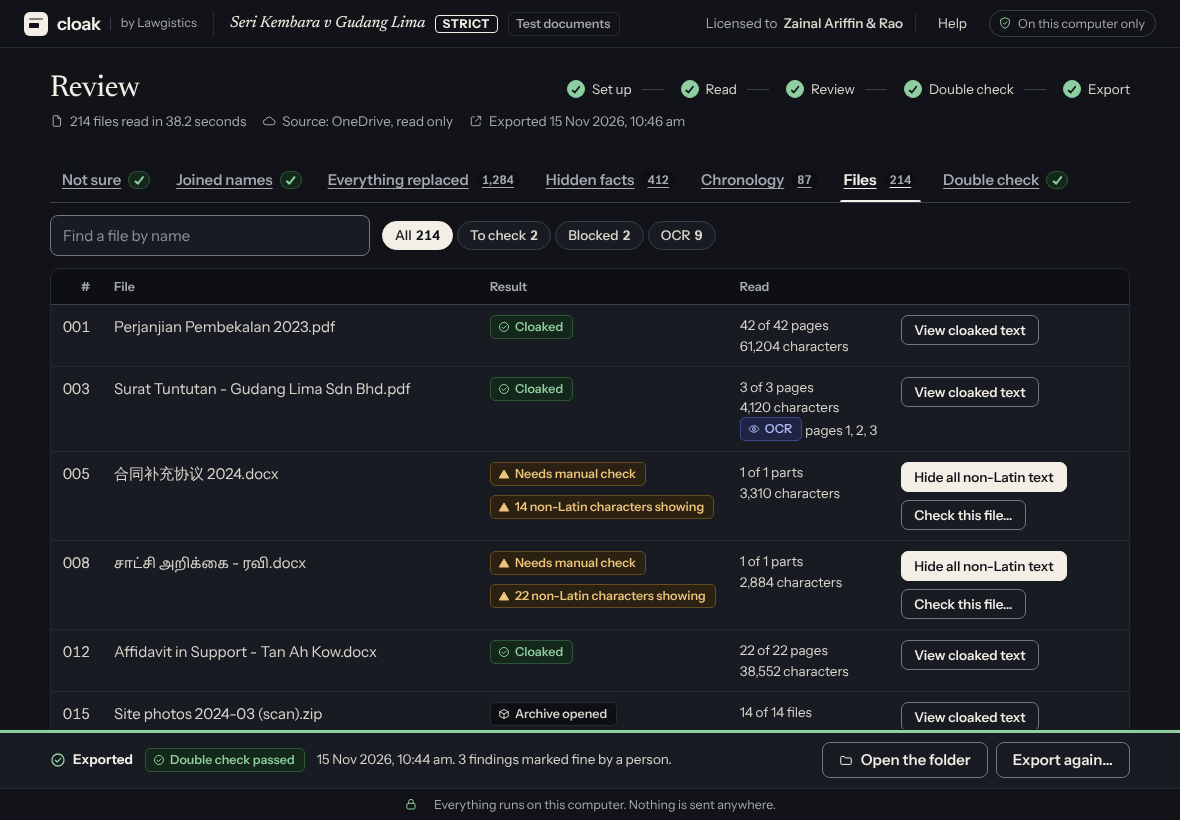 cloak by Lawgistics Seri Kembara v Gudang Lima STRICT Test documents Licensed to Zainal Ariffin & Rao Help On this computer only
Review Set up Read Review Double check Export
214 files read in 38.2 seconds Source: OneDrive, read only Exported 15 Nov 2026, 10:46 am
Not sure Joined names Everything replaced 1,284 Hidden facts 412 Chronology 87 Files 214 Double check
Find a file by name All 214 To check 2 Blocked 2 OCR 9
# File Result Read
001 Perjanjian Pembekalan 2023.pdf Cloaked 42 of 42 pages View cloaked text
61,204 characters
003 Surat Tuntutan - Gudang Lima Sdn Bhd.pdf Cloaked 3 of 3 pages View cloaked text
4,120 characters
OCR pages 1, 2, 3
005 合同补充协议 2024.docx Needs manual check 1 of 1 parts Hide all non-Latin text
14 non-Latin characters showing 3,310 characters Check this file...
008 சாட்சி அறிக்கை - ரவி.docx Needs manual check 1 of 1 parts Hide all non-Latin text
22 non-Latin characters showing 2,884 characters Check this file...
012 Affidavit in Support - Tan Ah Kow.docx Cloaked 22 of 22 pages View cloaked text
38,552 characters
015 Site photos 2024-03 (scan).zip Archive opened 14 of 14 files View cloaked text
Exported Double check passed 15 Nov 2026, 10:44 am. 3 findings marked fine by a person. Open the folder Export again...
Everything runs on this computer. Nothing is sent anywhere.